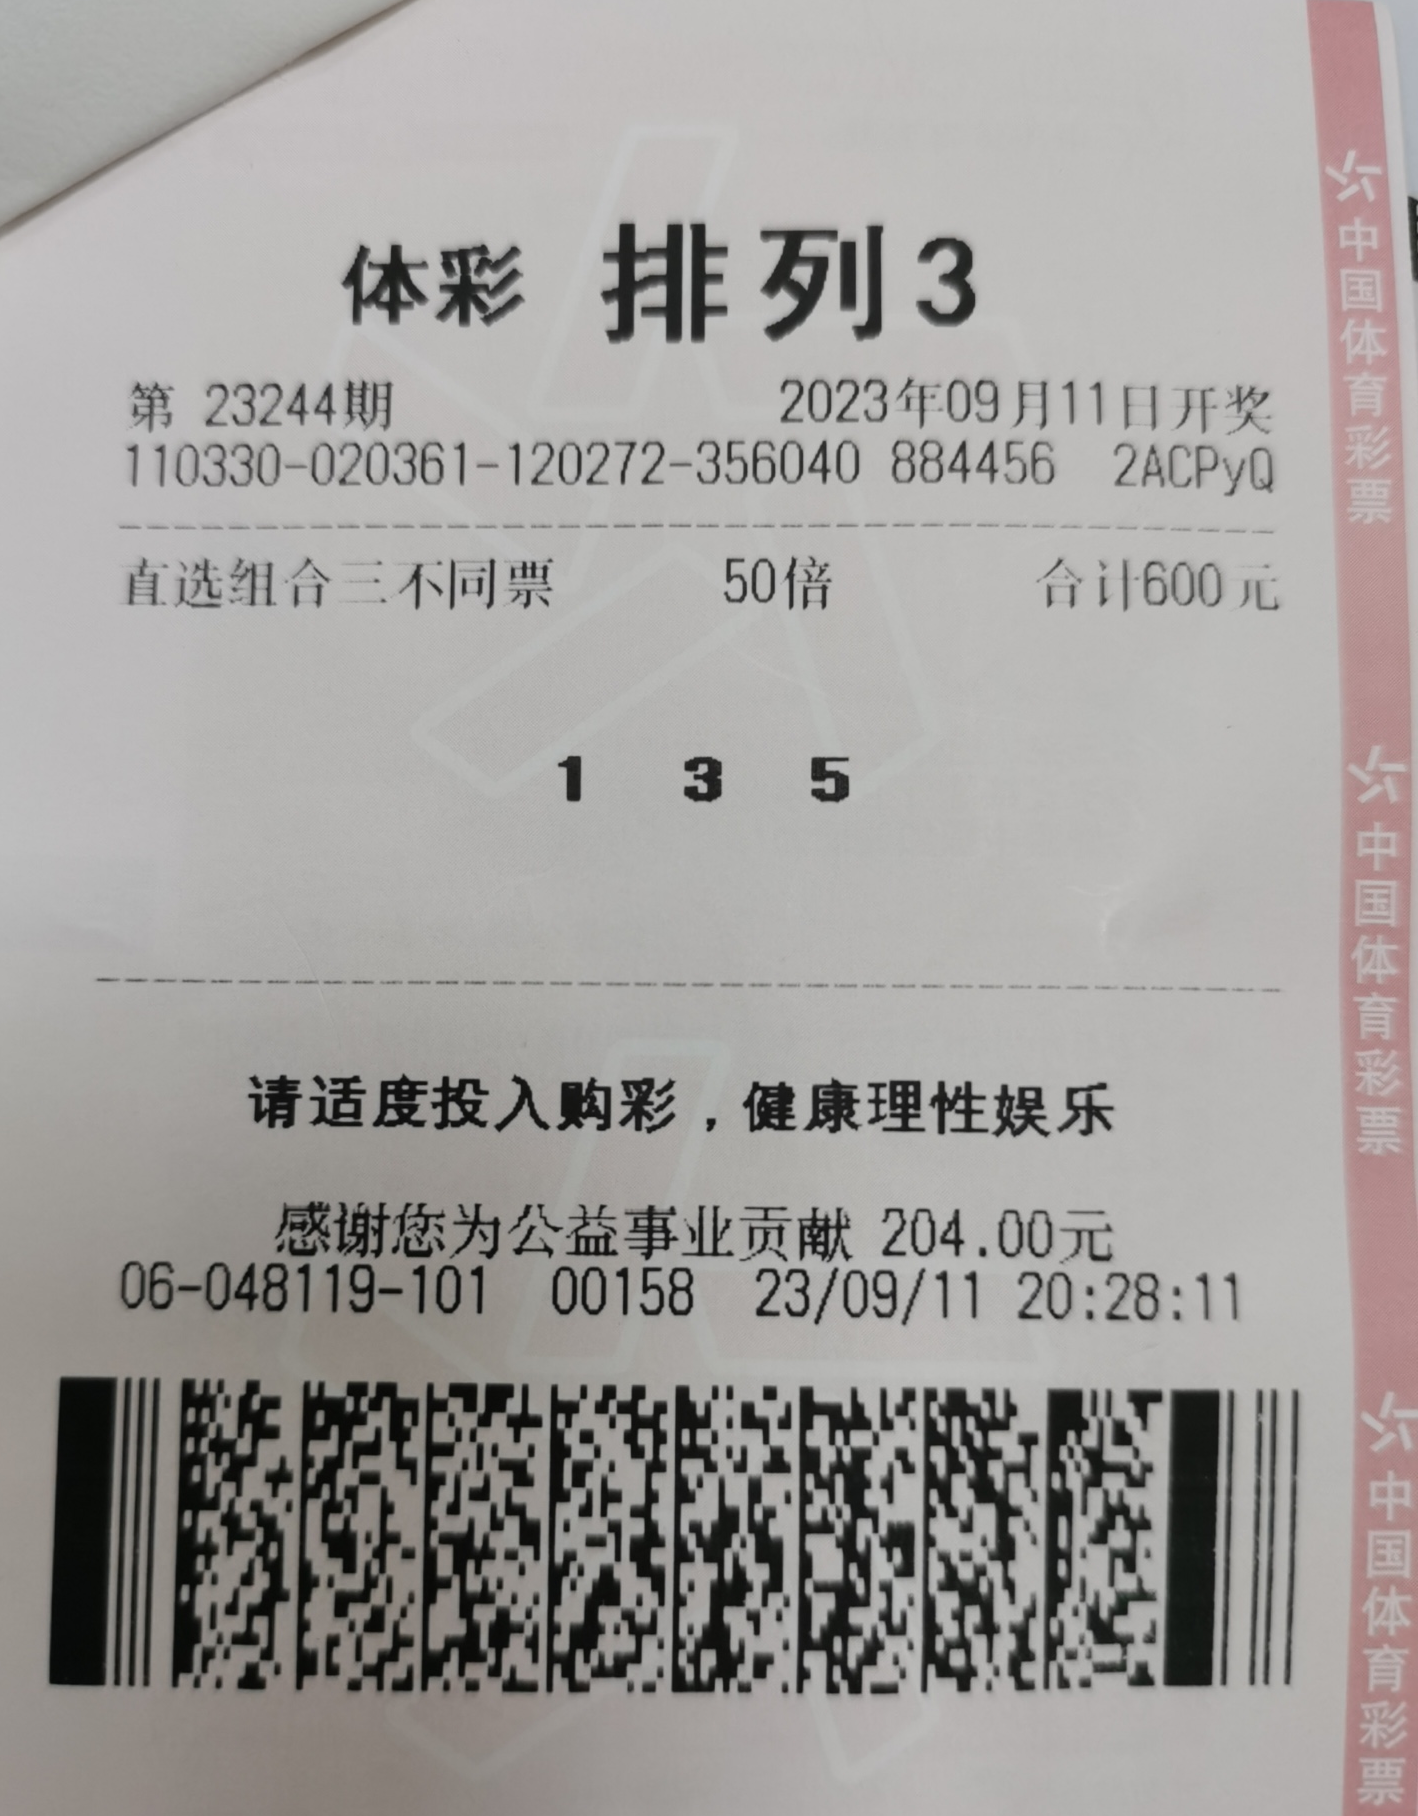 体彩 排列3
第 23244期 2023年09月11日开奖
110330-020361-120272-356040 884456 2ACPyQ
直选组合三不同票 50倍 合计600元
1 3 5
请适度投入购彩，健康理性娱乐
感谢您为公益事业贡献 204.00元
06-048119-101 00158 23/09/11 20:28:11
中国体育彩票
中国体育彩票
中国体育彩票